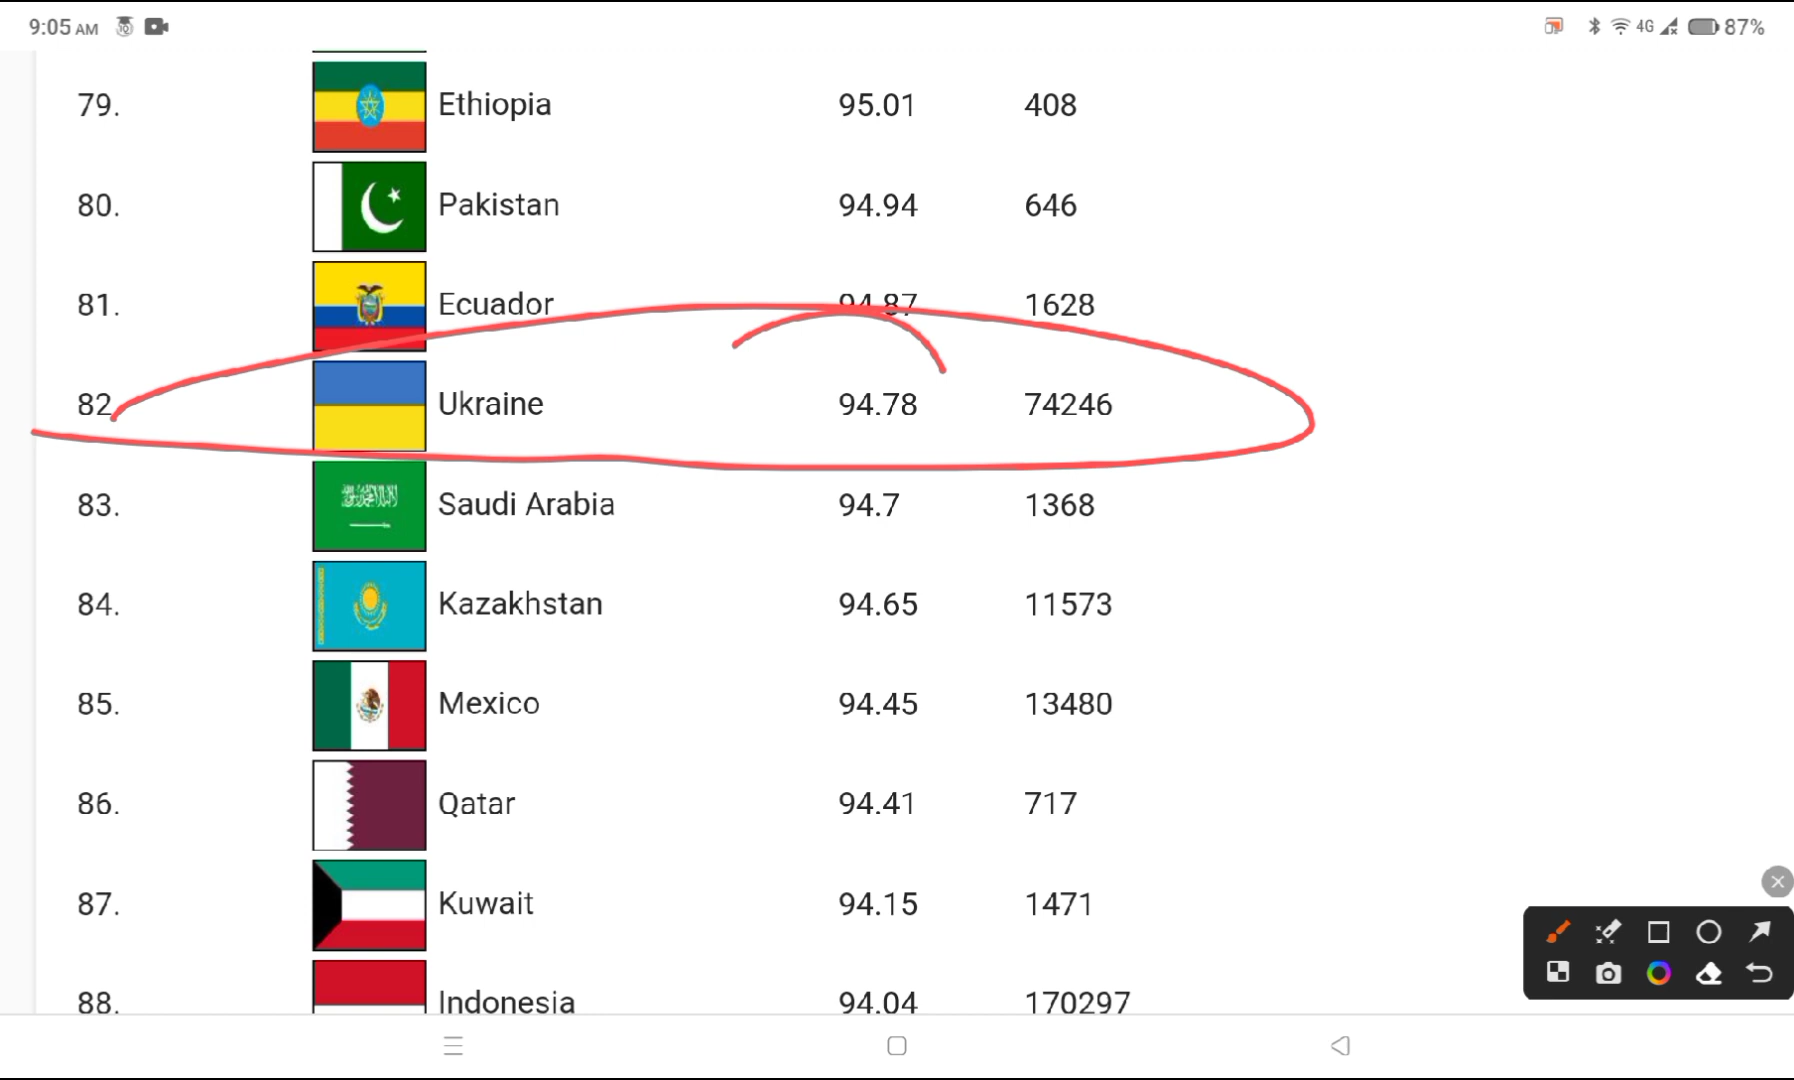 9:05 AM 4G 87%
79. Ethiopia 95.01 408
80. Pakistan 94.94 646
81. Ecuador 94.87 1628
82 Ukraine 94.78 74246
83. Saudi Arabia 94.7 1368
84. Kazakhstan 94.65 11573
85. Mexico 94.45 13480
86. Qatar 94.41 717
87. Kuwait 94.15 1471
88. Indonesia 94.04 170297